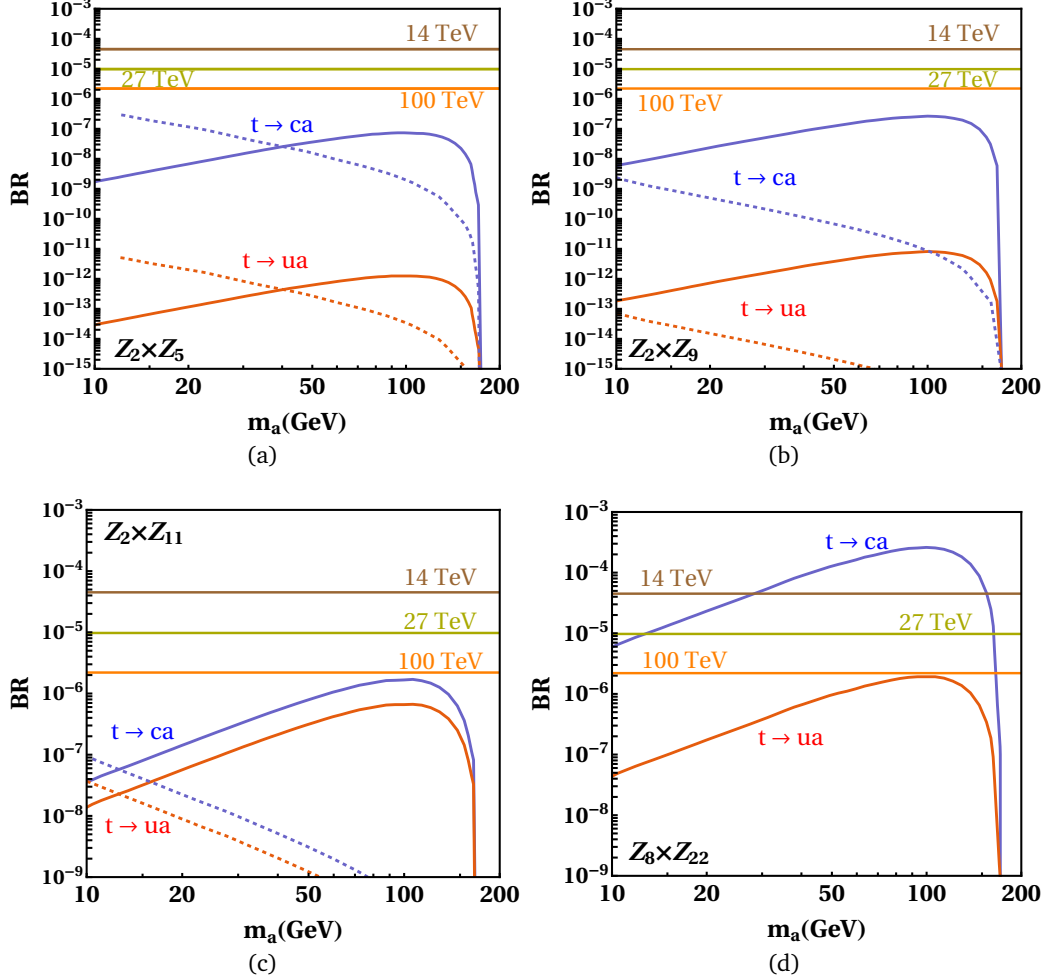 10⁻³
10⁻⁴
10⁻⁵
10⁻⁶
10⁻⁷
10⁻⁸
10⁻⁹
10⁻¹⁰
10⁻¹¹
10⁻¹²
10⁻¹³
10⁻¹⁴
10⁻¹⁵
BR
14 TeV
27 TeV
100 TeV
t → ca
t → ua
Z₂×Z₅
10 20 50 100 200
mₐ(GeV)
(a)
10⁻³
10⁻⁴
10⁻⁵
10⁻⁶
10⁻⁷
10⁻⁸
10⁻⁹
10⁻¹⁰
10⁻¹¹
10⁻¹²
10⁻¹³
10⁻¹⁴
10⁻¹⁵
BR
14 TeV
27 TeV
100 TeV
t → ca
t → ua
Z₂×Z₉
10 20 50 100 200
mₐ(GeV)
(b)
10⁻³
10⁻⁴
10⁻⁵
10⁻⁶
10⁻⁷
10⁻⁸
10⁻⁹
BR
Z₂×Z₁₁
14 TeV
27 TeV
100 TeV
t → ca
t → ua
10 20 50 100 200
mₐ(GeV)
(c)
10⁻³
10⁻⁴
10⁻⁵
10⁻⁶
10⁻⁷
10⁻⁸
10⁻⁹
BR
t → ca
14 TeV
27 TeV
100 TeV
t → ua
Z₈×Z₂₂
10 20 50 100 200
mₐ(GeV)
(d)